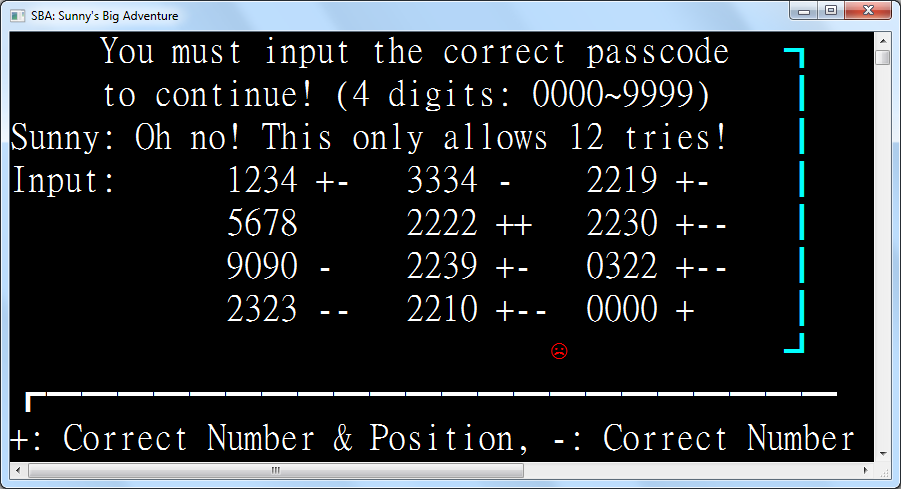 SBA: Sunny's Big Adventure
You must input the correct passcode
to continue! (4 digits: 0000~9999)
Sunny: Oh no! This only allows 12 tries!
Input: 1234 +- 3334 - 2219 +-
5678 2222 ++ 2230 +--
9090 - 2239 +- 0322 +--
2323 -- 2210 +-- 0000 +
+: Correct Number & Position, -: Correct Number